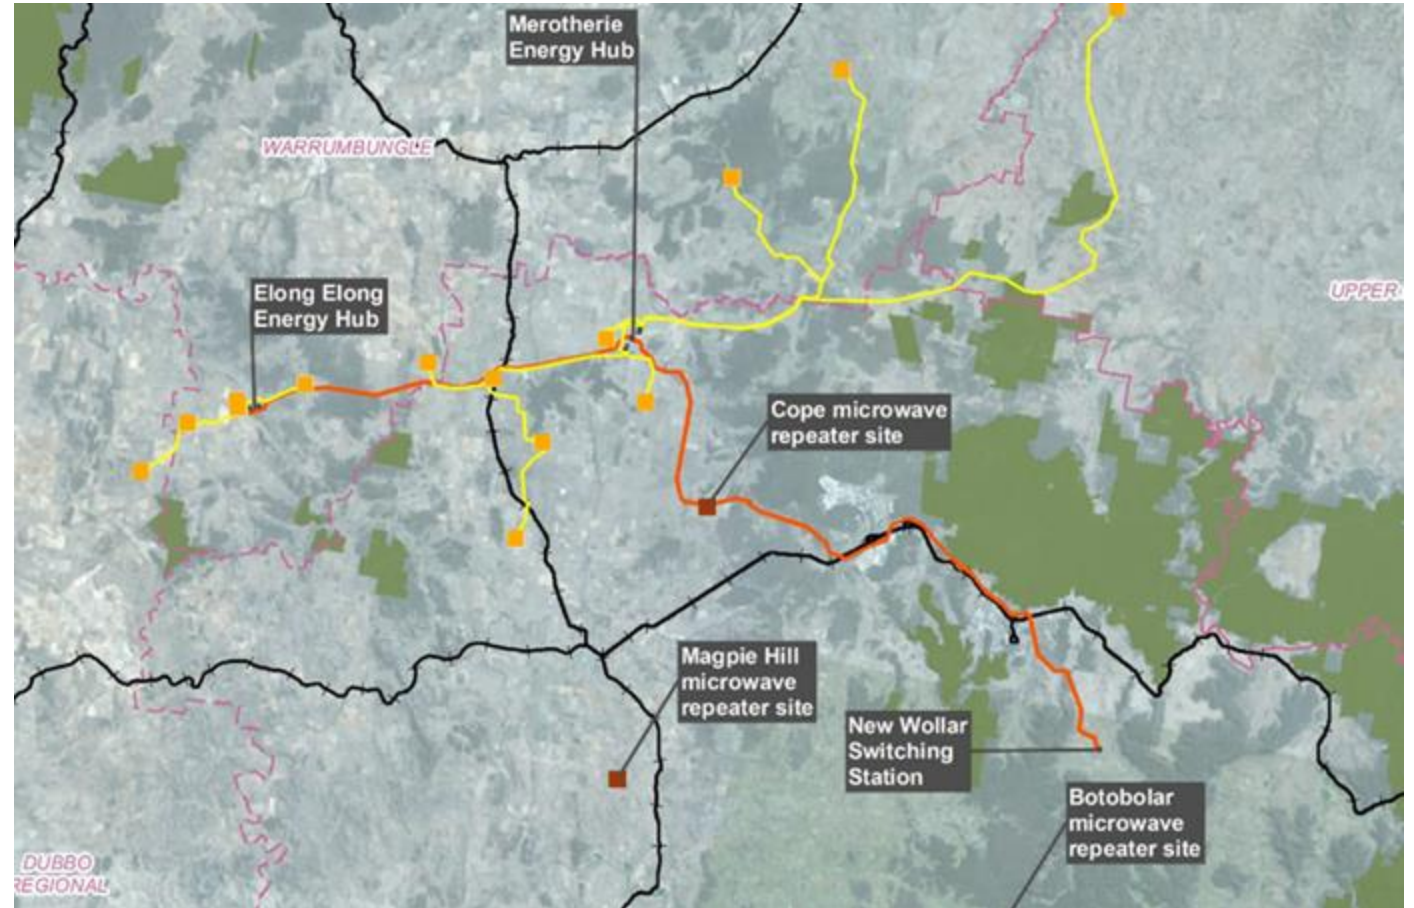 Merotherie
Energy Hub
WARRUMBUNGLE
Elong Elong
Energy Hub
UPPER
Cope microwave
repeater site
Magpie Hill
microwave
repeater site
New Wollar
Switching
Station
Botobolar
microwave
repeater site
DUBBO
REGIONAL